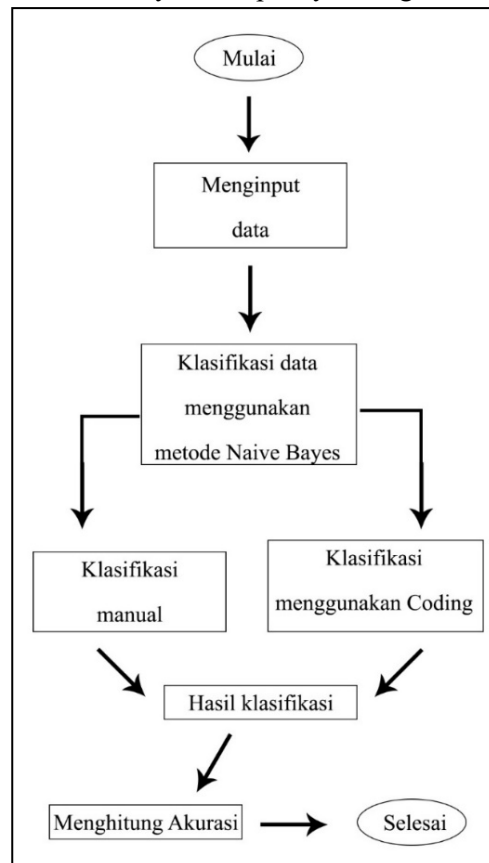 Mulai
Menginput
data
Klasifikasi data
menggunakan
metode Naive Bayes
Klasifikasi
manual
Klasifikasi
menggunakan Coding
Hasil klasifikasi
Menghitung Akurasi
Selesai